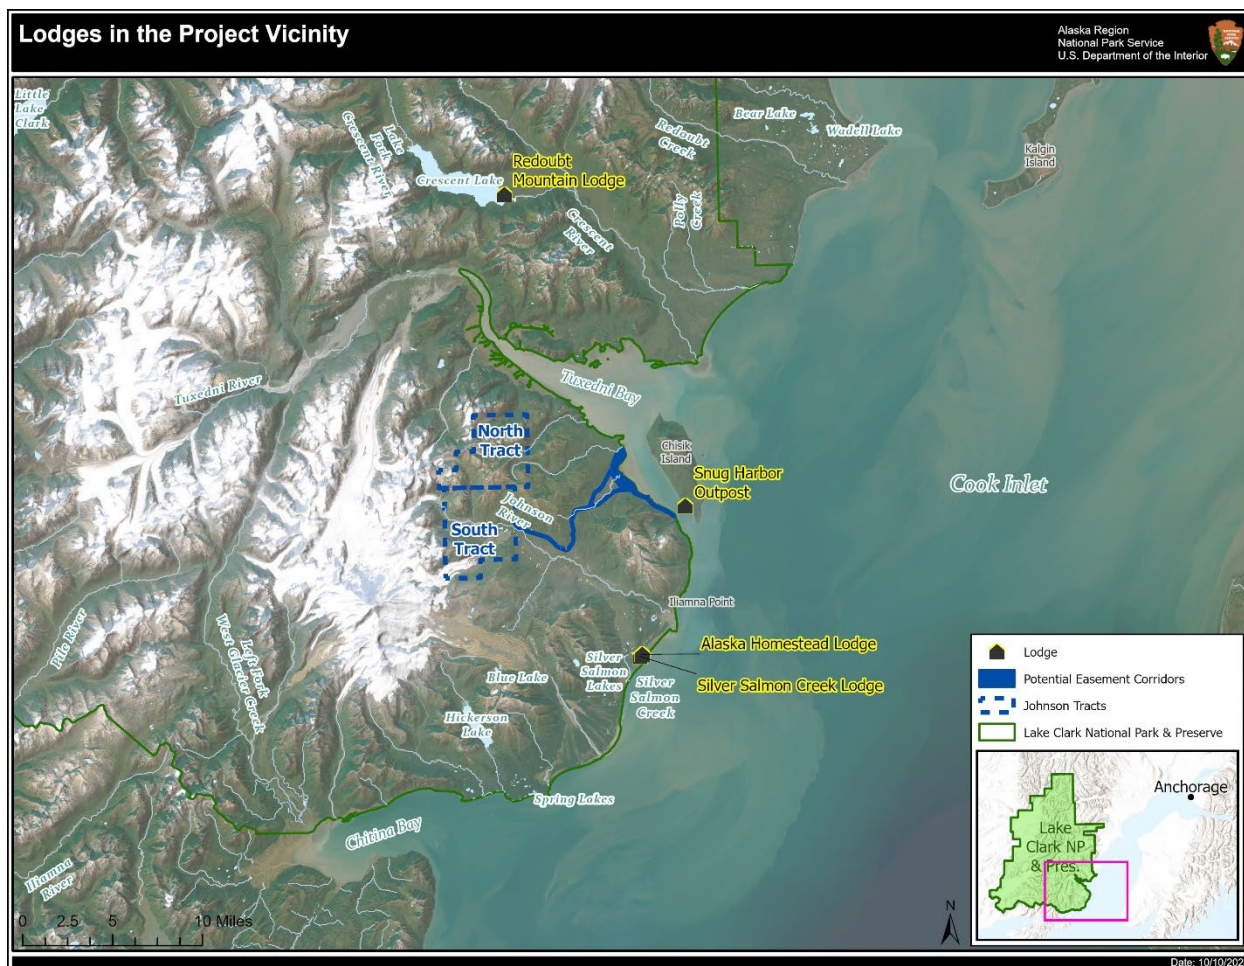 Lodges in the Project Vicinity
Alaska Region
National Park Service
U.S. Department of the Interior
Little
Lake
Clark
Lake
Fork
Crescent River
Crescent Lake
Redoubt
Mountain Lodge
Redoubt
Creek
Bear Lake
Wadell Lake
Kalgin
Island
Polly
Creek
Crescent
River
Tuxedni River
Tuxedni Bay
North
Tract
Chisik
Island
Snug Harbor
Outpost
Cook Inlet
Johnson
River
South
Tract
Iliamna Point
Pile River
Left Fork
West Glacier Creek
Blue Lake
Silver
Salmon
Lakes
Alaska Homestead Lodge
Silver
Salmon
Creek
Silver Salmon Creek Lodge
Hickerson
Lake
Spring Lakes
Chitina Bay
Iliamna
River
0 2.5 5 10 Miles
N
Lodge
Potential Easement Corridors
Johnson Tracts
Lake Clark National Park & Preserve
Anchorage
Lake
Clark NP
& Pres.
Date: 10/10/202